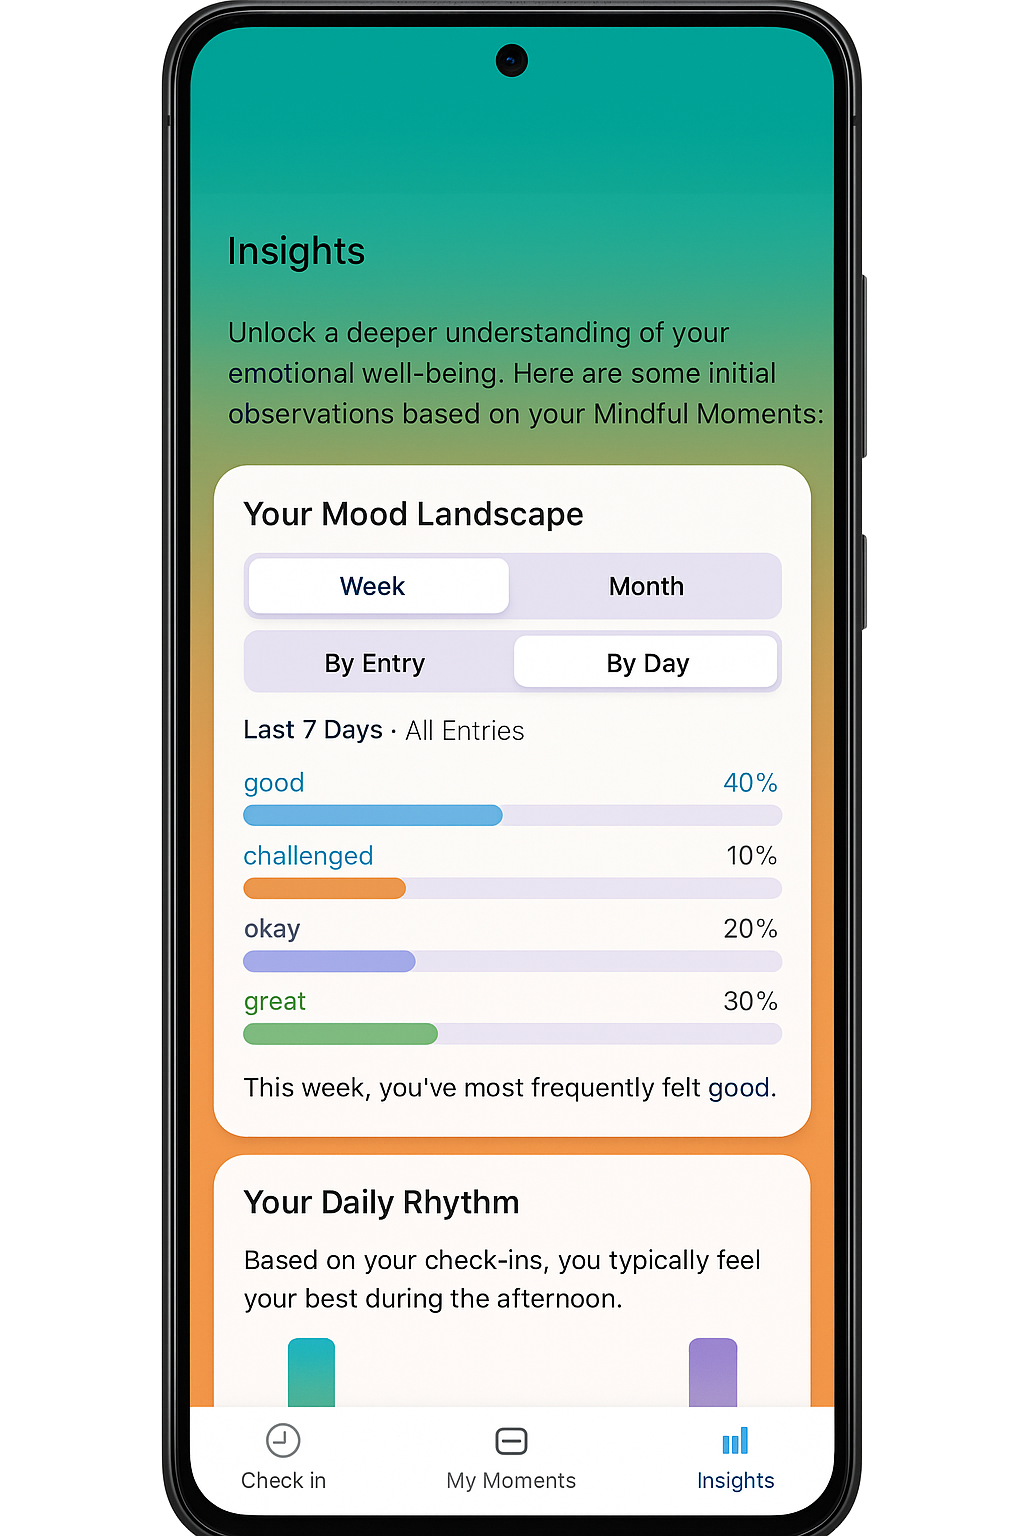 Insights
Unlock a deeper understanding of your
emotional well-being. Here are some initial
observations based on your Mindful Moments:
Your Mood Landscape
Week Month
By Entry By Day
Last 7 Days · All Entries
good 40%
challenged 10%
okay 20%
great 30%
This week, you've most frequently felt good.
Your Daily Rhythm
Based on your check-ins, you typically feel
your best during the afternoon.
Check in My Moments Insights